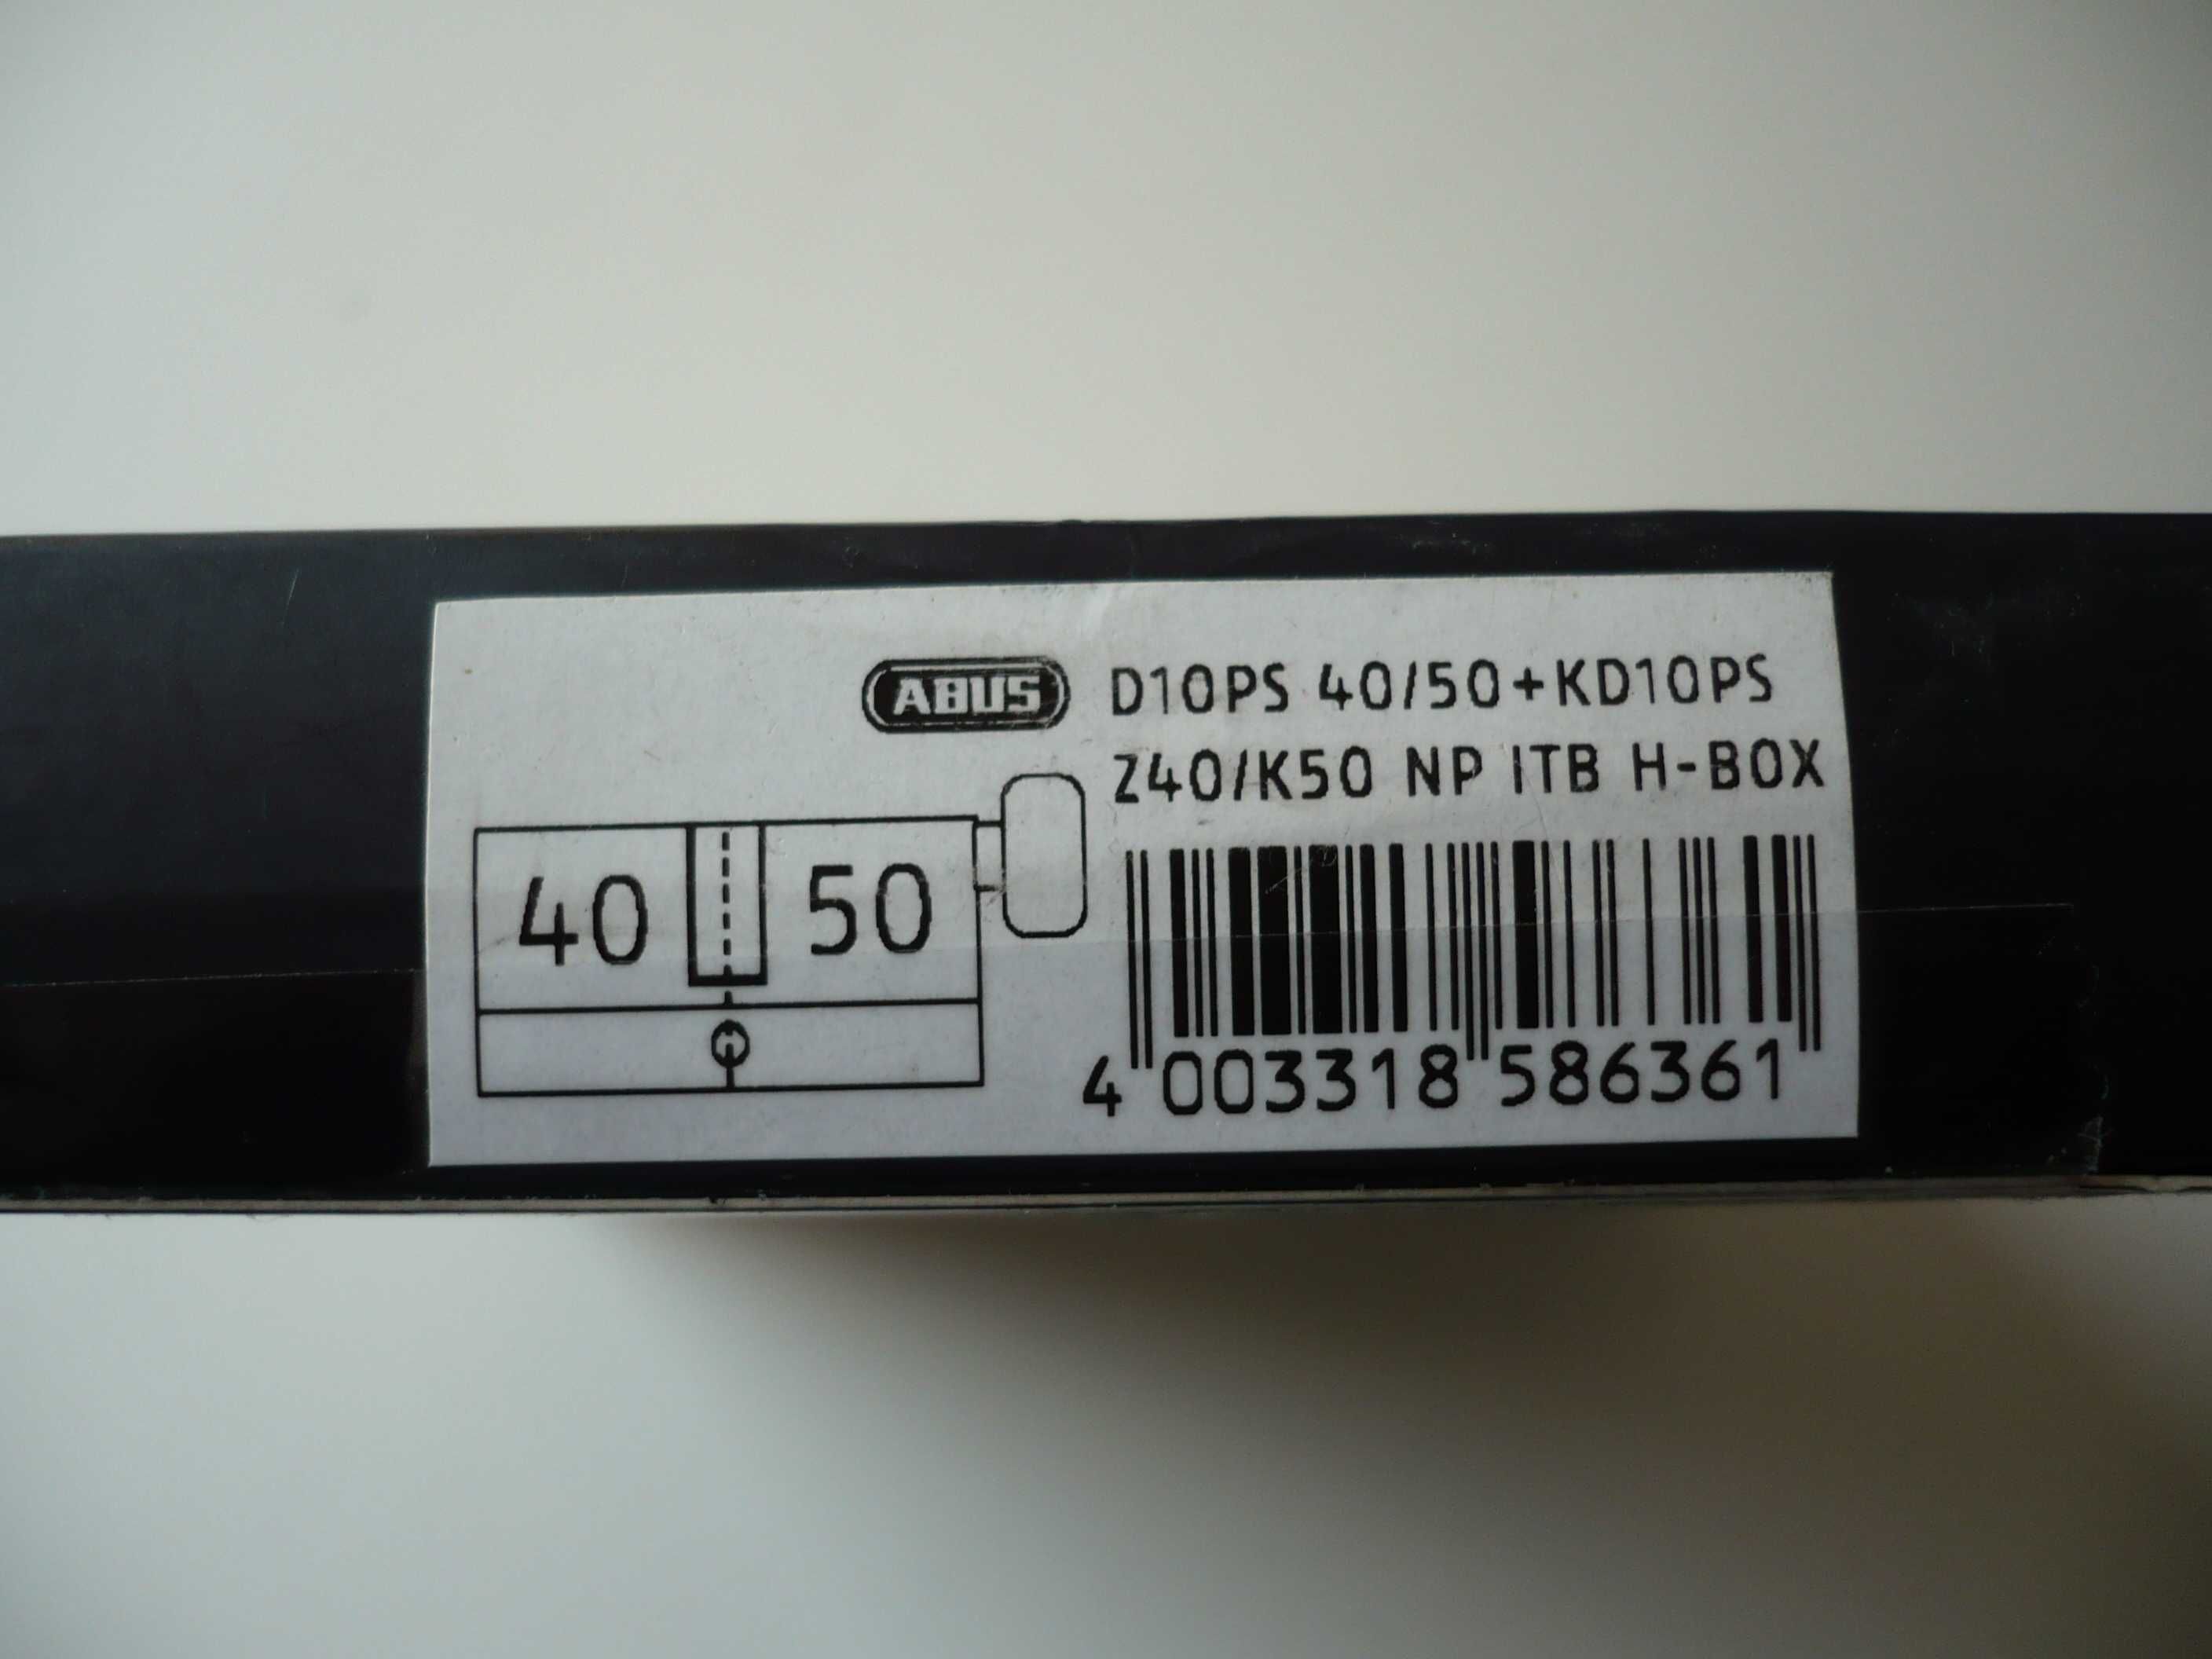 ABUS D10PS 40/50+KD10PS
Z40/K50 NP ITB H-BOX
40 50
4 003318 586361